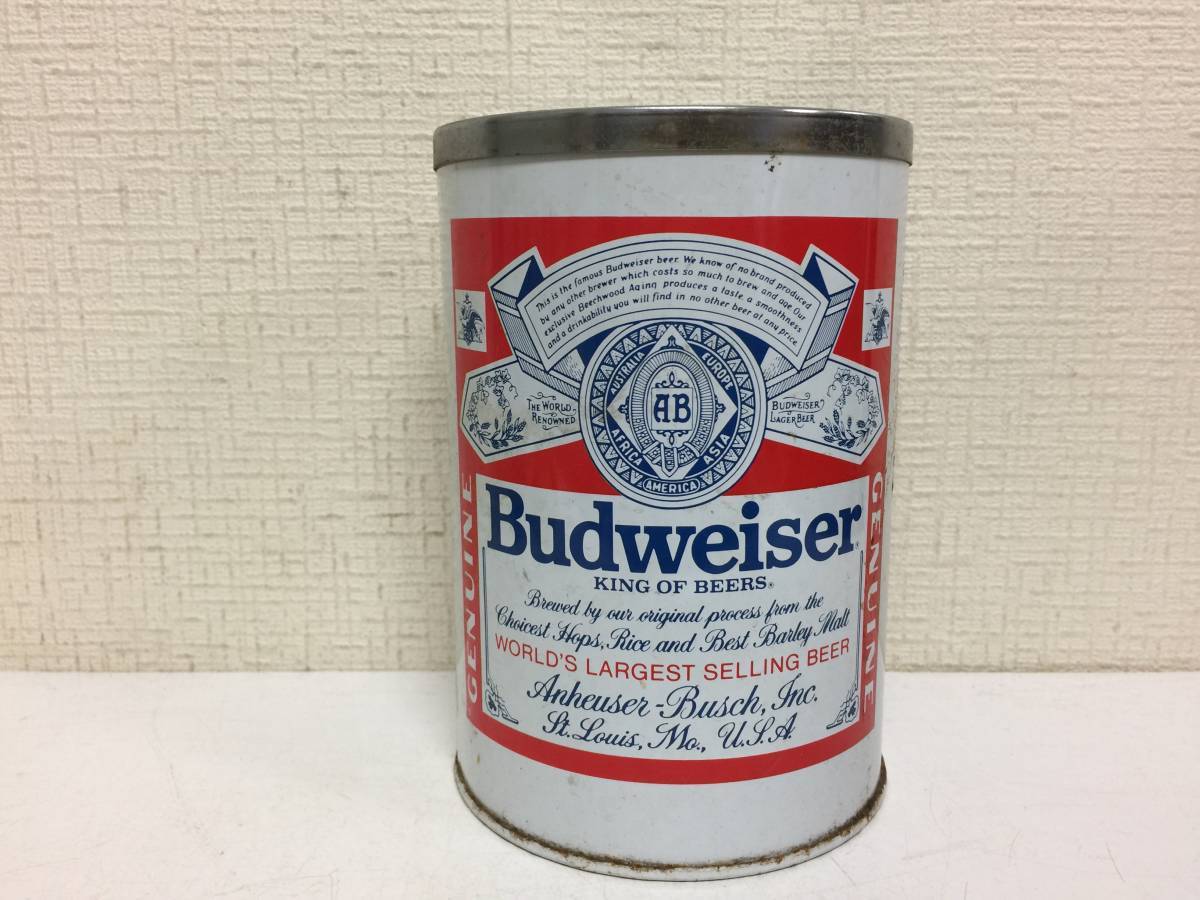 This is the famous Budweiser beer. We know of no brand produced
by any other brewer which costs so much to brew and age. Our
exclusive Beechwood Aging produces a taste, a smoothness
and a drinkability you will find in no other beer at any price.
THE WORLD
RENOWNED
BUDWEISER
LAGER BEER
AUSTRALIA
EUROPE
AB
AFRICA
ASIA
AMERICA
GENUINE
GENUINE
Budweiser®
KING OF BEERS®
Brewed by our original process from the
Choicest Hops, Rice and Best Barley Malt
WORLD'S LARGEST SELLING BEER
Anheuser-Busch, Inc.
St. Louis, Mo., U.S.A.